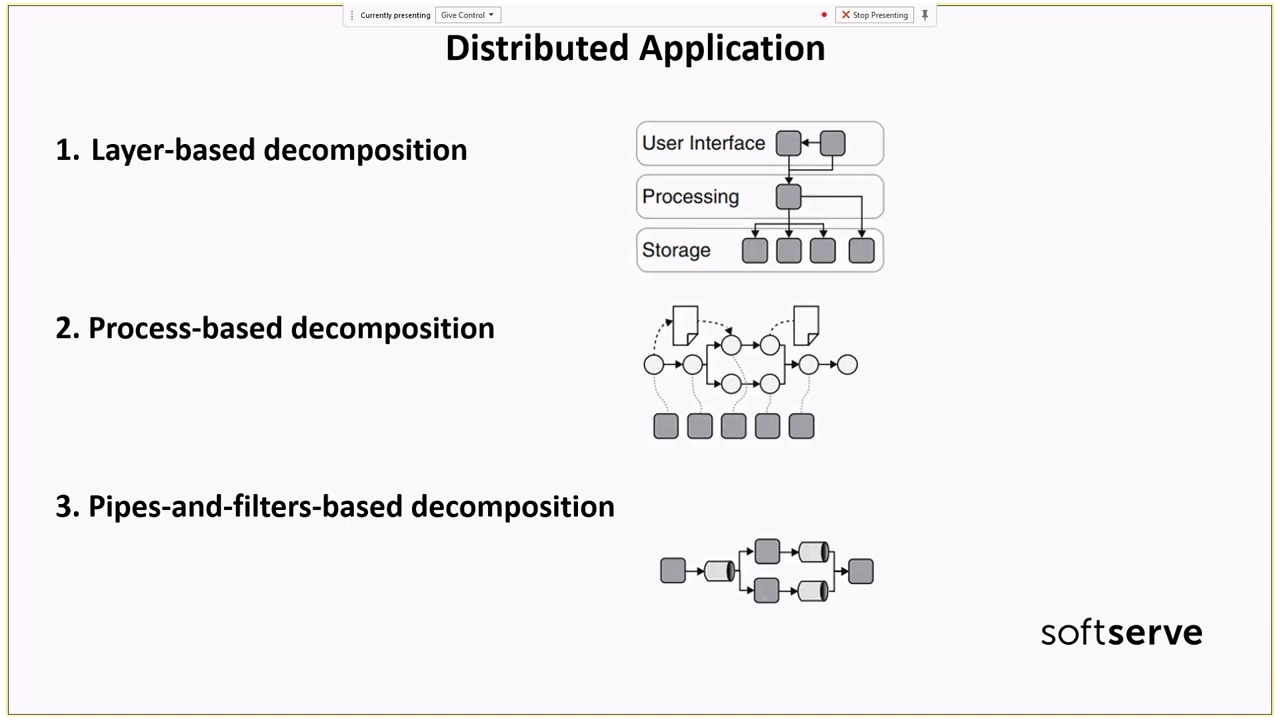 Currently presenting
Give Control
Stop Presenting
Distributed Application
1. Layer-based decomposition
User Interface
Processing
Storage
2. Process-based decomposition
3. Pipes-and-filters-based decomposition
softserve